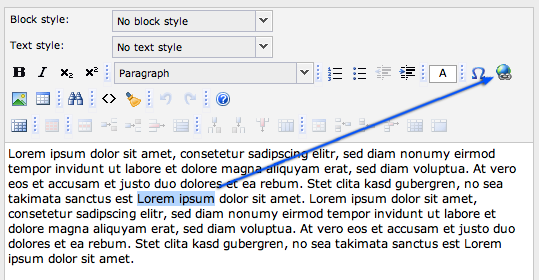 Block style: No block style
Text style: No text style
B I x₂ x² Paragraph A Ω
<>
?
Lorem ipsum dolor sit amet, consetetur sadipscing elitr, sed diam nonumy eirmod
tempor invidunt ut labore et dolore magna aliquyam erat, sed diam voluptua. At vero
eos et accusam et justo duo dolores et ea rebum. Stet clita kasd gubergren, no sea
takimata sanctus est Lorem ipsum dolor sit amet. Lorem ipsum dolor sit amet,
consetetur sadipscing elitr, sed diam nonumy eirmod tempor invidunt ut labore et
dolore magna aliquyam erat, sed diam voluptua. At vero eos et accusam et justo duo
dolores et ea rebum. Stet clita kasd gubergren, no sea takimata sanctus est Lorem
ipsum dolor sit amet.